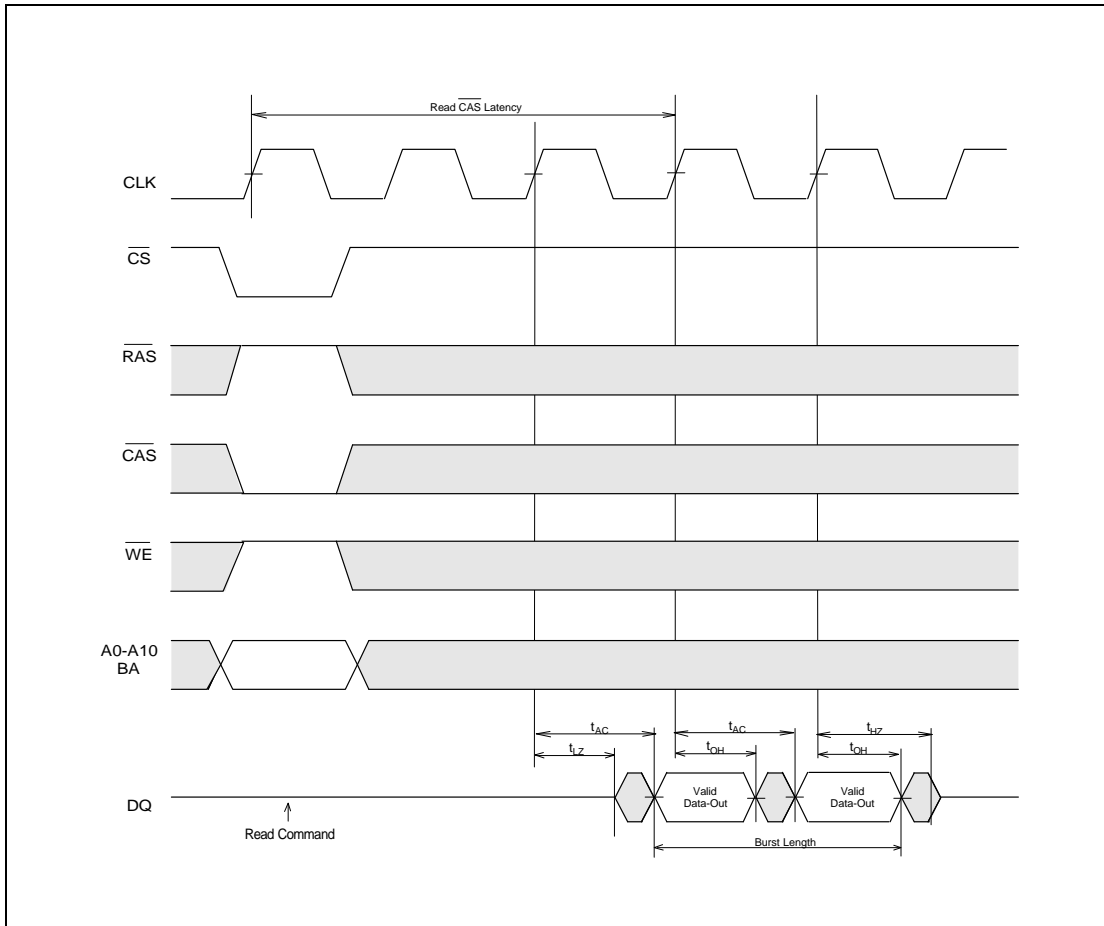 Read CAS Latency
CLK
CS
RAS
CAS
WE
A0-A10
BA
tAC
tAC
tHZ
tLZ
tOH
tOH
DQ
Valid
Data-Out
Valid
Data-Out
Read Command
Burst Length